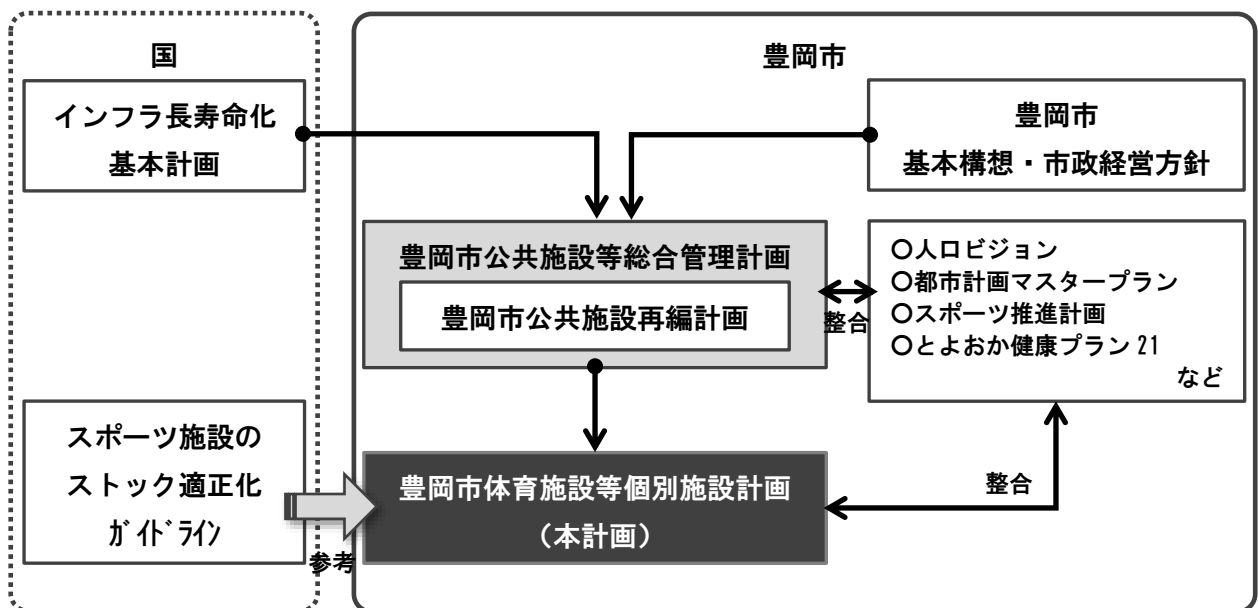 国
インフラ長寿命化
基本計画
スポーツ施設の
ストック適正化
ｶﾞｲﾄﾞﾗｲﾝ
参考
豊岡市
豊岡市
基本構想・市政経営方針
豊岡市公共施設等総合管理計画
豊岡市公共施設再編計画
整合
〇人口ビジョン
〇都市計画マスタープラン
〇スポーツ推進計画
〇とよおか健康プラン21
など
豊岡市体育施設等個別施設計画
（本計画）
整合